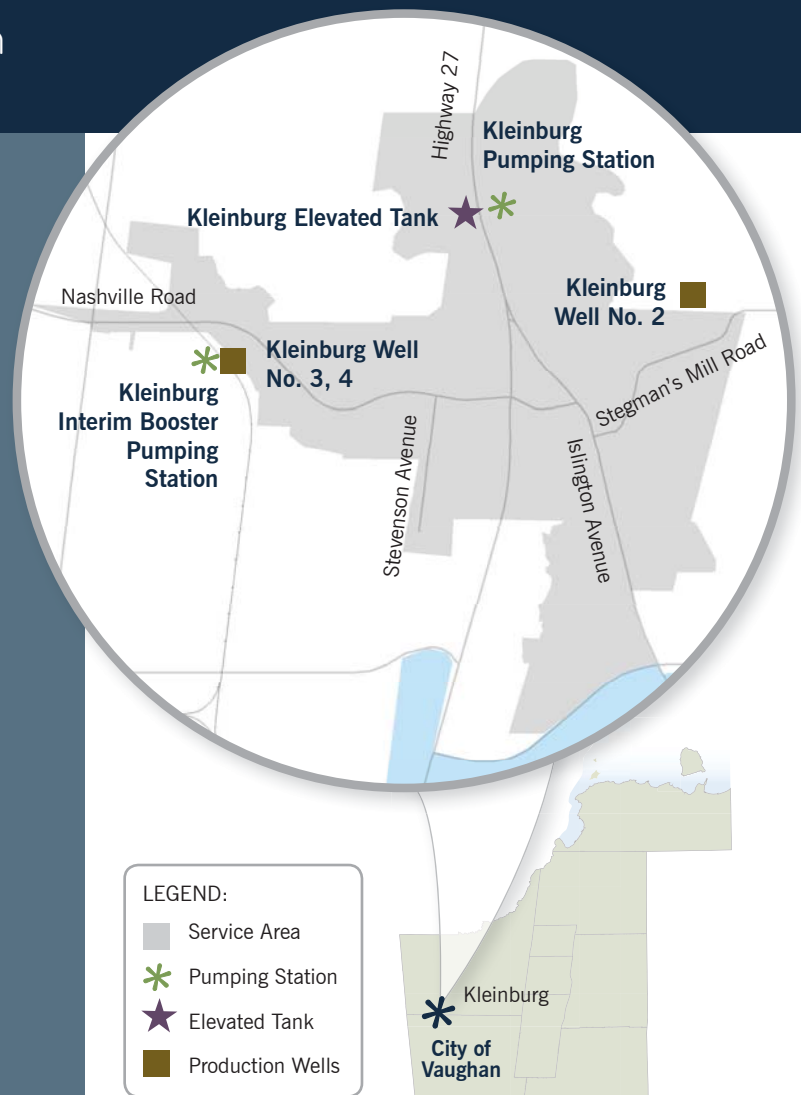 Highway 27
Kleinburg
Pumping Station
Kleinburg Elevated Tank
Kleinburg
Well No. 2
Nashville Road
Kleinburg Well
No. 3, 4
Kleinburg
Interim Booster
Pumping
Station
Stegman's Mill Road
Stevenson Avenue
Islington Avenue
LEGEND:
Service Area
Pumping Station
Elevated Tank
Production Wells
Kleinburg
City of
Vaughan